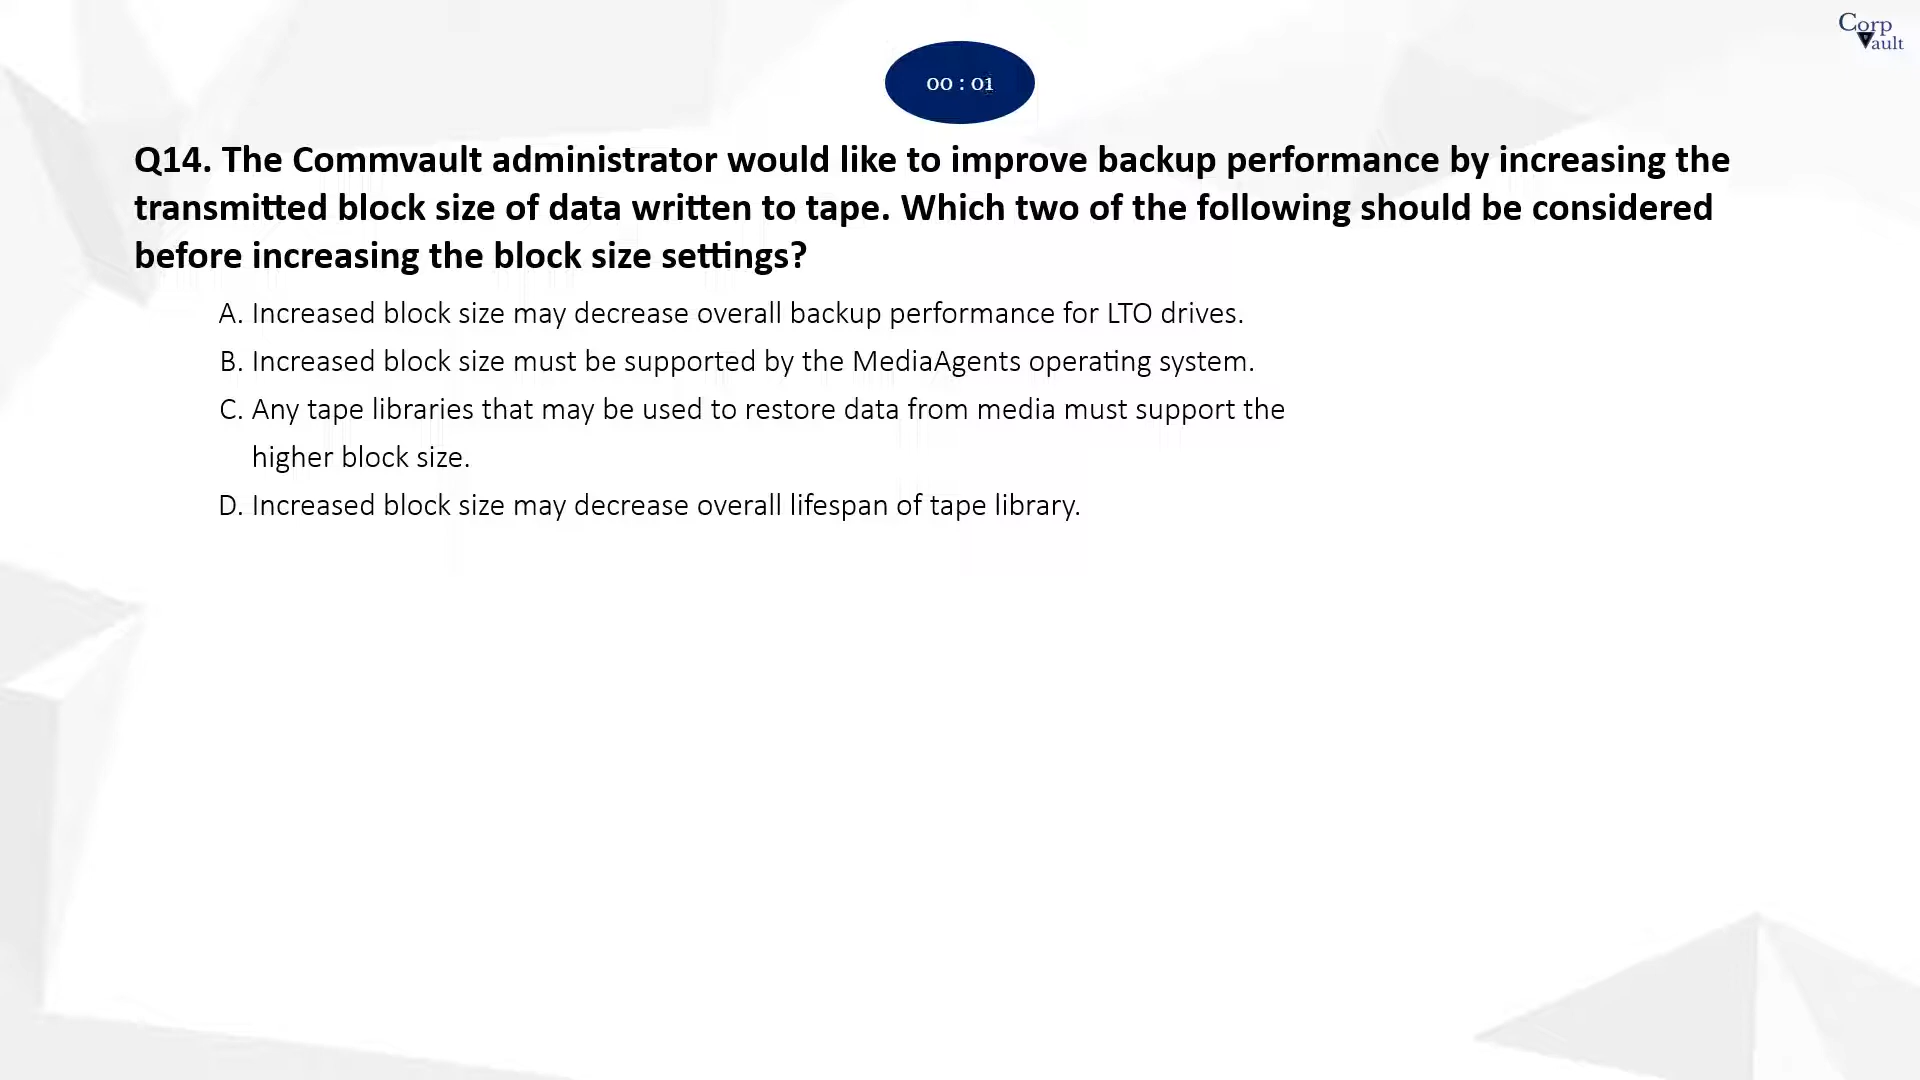 Corp
Vault
00 : 01
Q14. The Commvault administrator would like to improve backup performance by increasing the
transmitted block size of data written to tape. Which two of the following should be considered
before increasing the block size settings?
A. Increased block size may decrease overall backup performance for LTO drives.
B. Increased block size must be supported by the MediaAgents operating system.
C. Any tape libraries that may be used to restore data from media must support the
higher block size.
D. Increased block size may decrease overall lifespan of tape library.